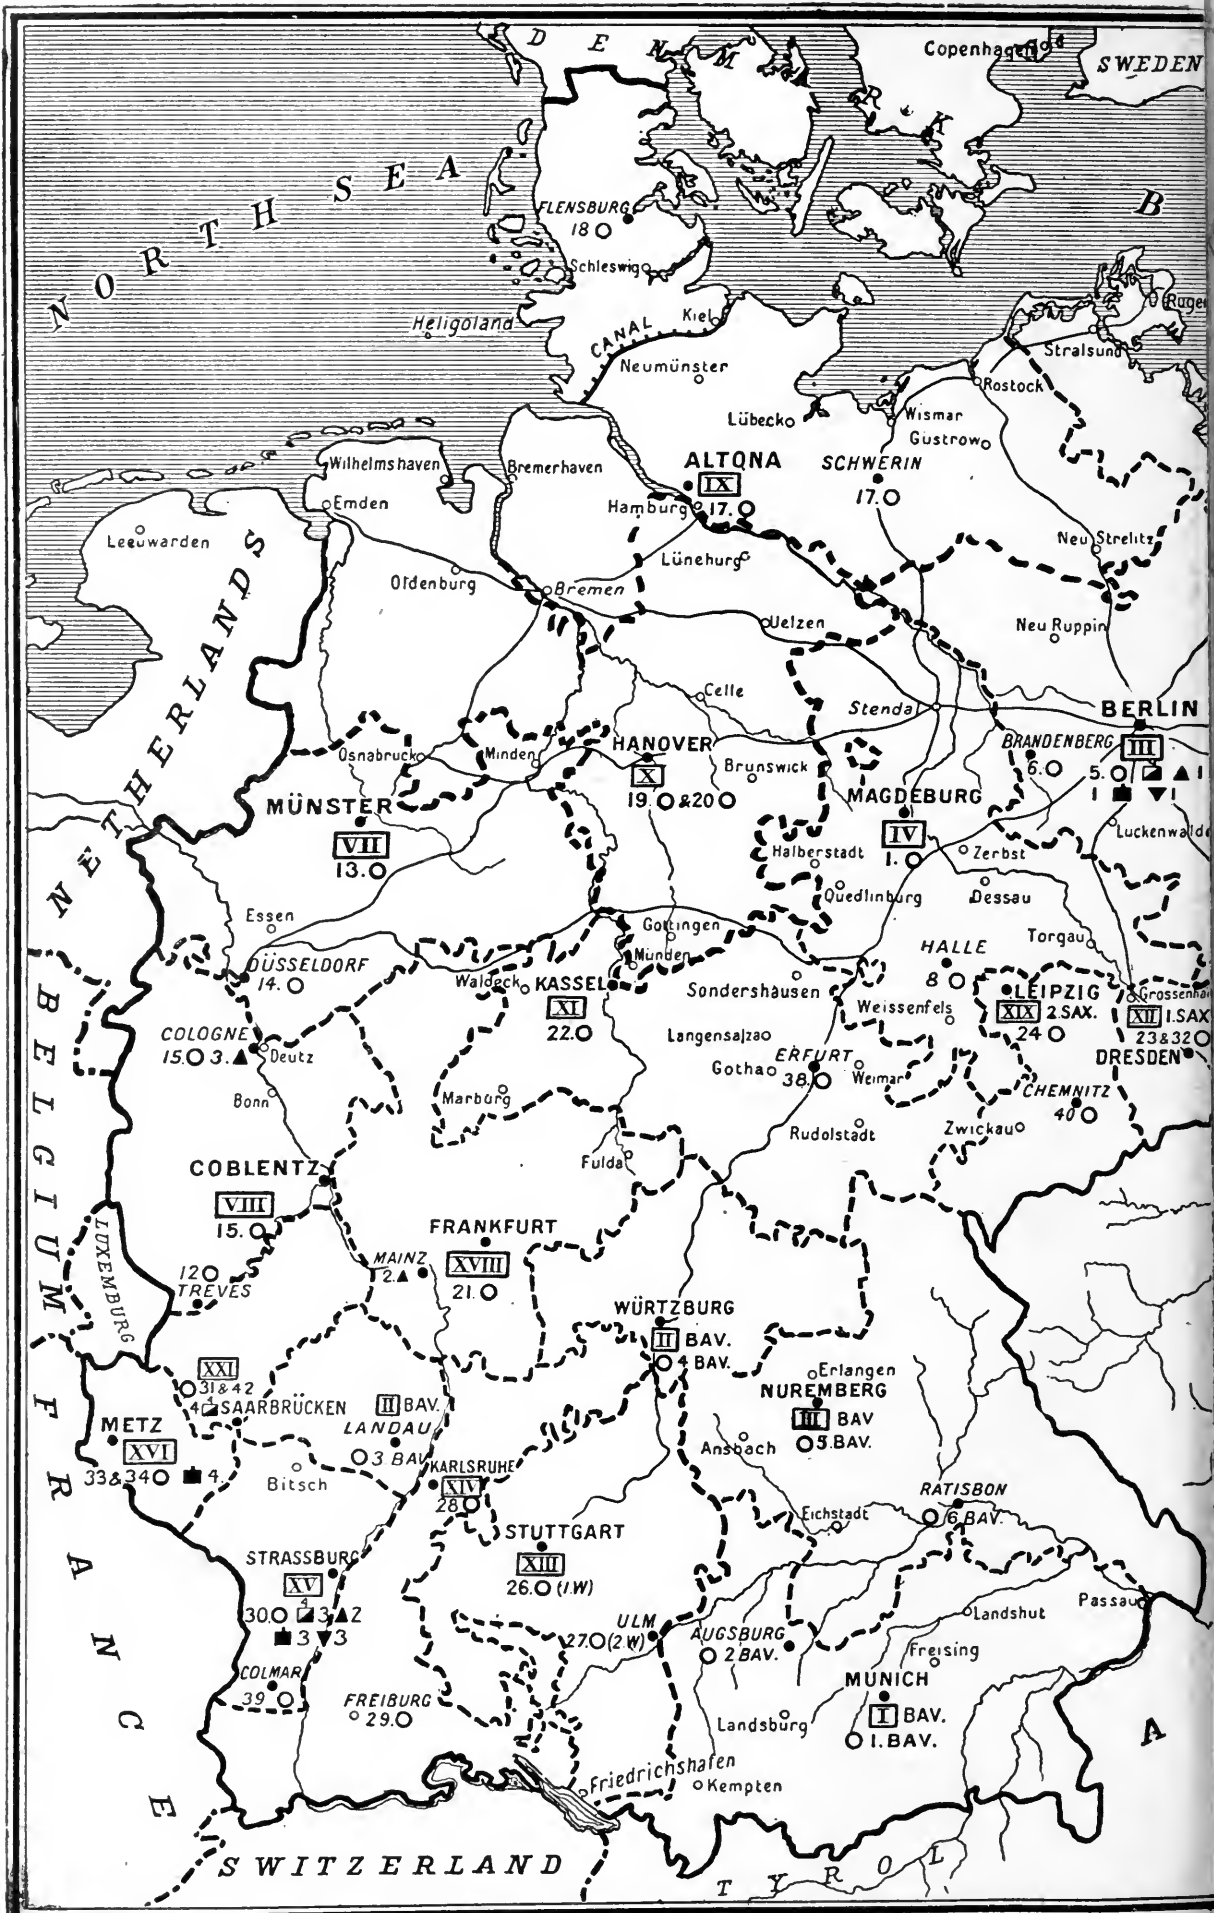 DENMARK
Copenhagen
SWEDEN
NORTH SEA
B
FLENSBURG
18
Schleswig
Heligoland
CANAL
Kiel
Neumünster
Rugen
Stralsund
Rostock
Lübeck
Wismar
Güstrow
Wilhelmshaven
Bremerhaven
ALTONA
IX
17.
SCHWERIN
17.
Emden
Hamburg
Leeuwarden
Lüneburg
Neu Strelitz
Oldenburg
Bremen
Uelzen
Neu Ruppin
NETHERLANDS
Celle
Stendal
BERLIN
III
5. 1
1 1
BRANDENBERG
6.
Osnabruck
Minden
HANOVER
X
19. &20
Brunswick
MAGDEBURG
IV
1.
MÜNSTER
VII
13.
Luckenwalde
Halberstadt
Zerbst
Quedlinburg
Dessau
Essen
Gottingen
Münden
HALLE
8
Torgau
DÜSSELDORF
14.
Waldeck
KASSEL
XI
22.
Sondershausen
Weissenfels
LEIPZIG
XIX 2.SAX.
24
Grossenha
XII 1.SAX
23&32
DRESDEN
COLOGNE
15. 3.
Deutz
Langensalza
Gotha
ERFURT
38.
Weimar
Bonn
Marburg
CHEMNITZ
40
Rudolstadt
Zwickau
BELGIUM
COBLENTZ
VIII
15.
Fulda
LUXEMBURG
FRANKFURT
XVIII
21.
MAINZ
2.
12
TREVES
WÜRTZBURG
II BAV.
4 BAV.
XXI
31&42
4
4
SAARBRÜCKEN
II BAV.
LANDAU
3.BAV
Erlangen
NUREMBERG
III BAV
5.BAV.
METZ
XVI
33&34 4.
Bitsch
KARLSRUHE
XIV
28
Ansbach
RATISBON
6.BAV.
Eichstadt
FRANCE
STUTTGART
XIII
26. (1.W)
STRASSBURG
XV
4
30. 3 2
3 3
Passau
Landshut
ULM
27. (2.W)
AUGSBURG
2BAV.
Freising
COLMAR
39
FREIBURG
29.
MUNICH
I BAV.
1.BAV.
Landsburg
A
Friedrichshafen
Kempten
SWITZERLAND
TYROL